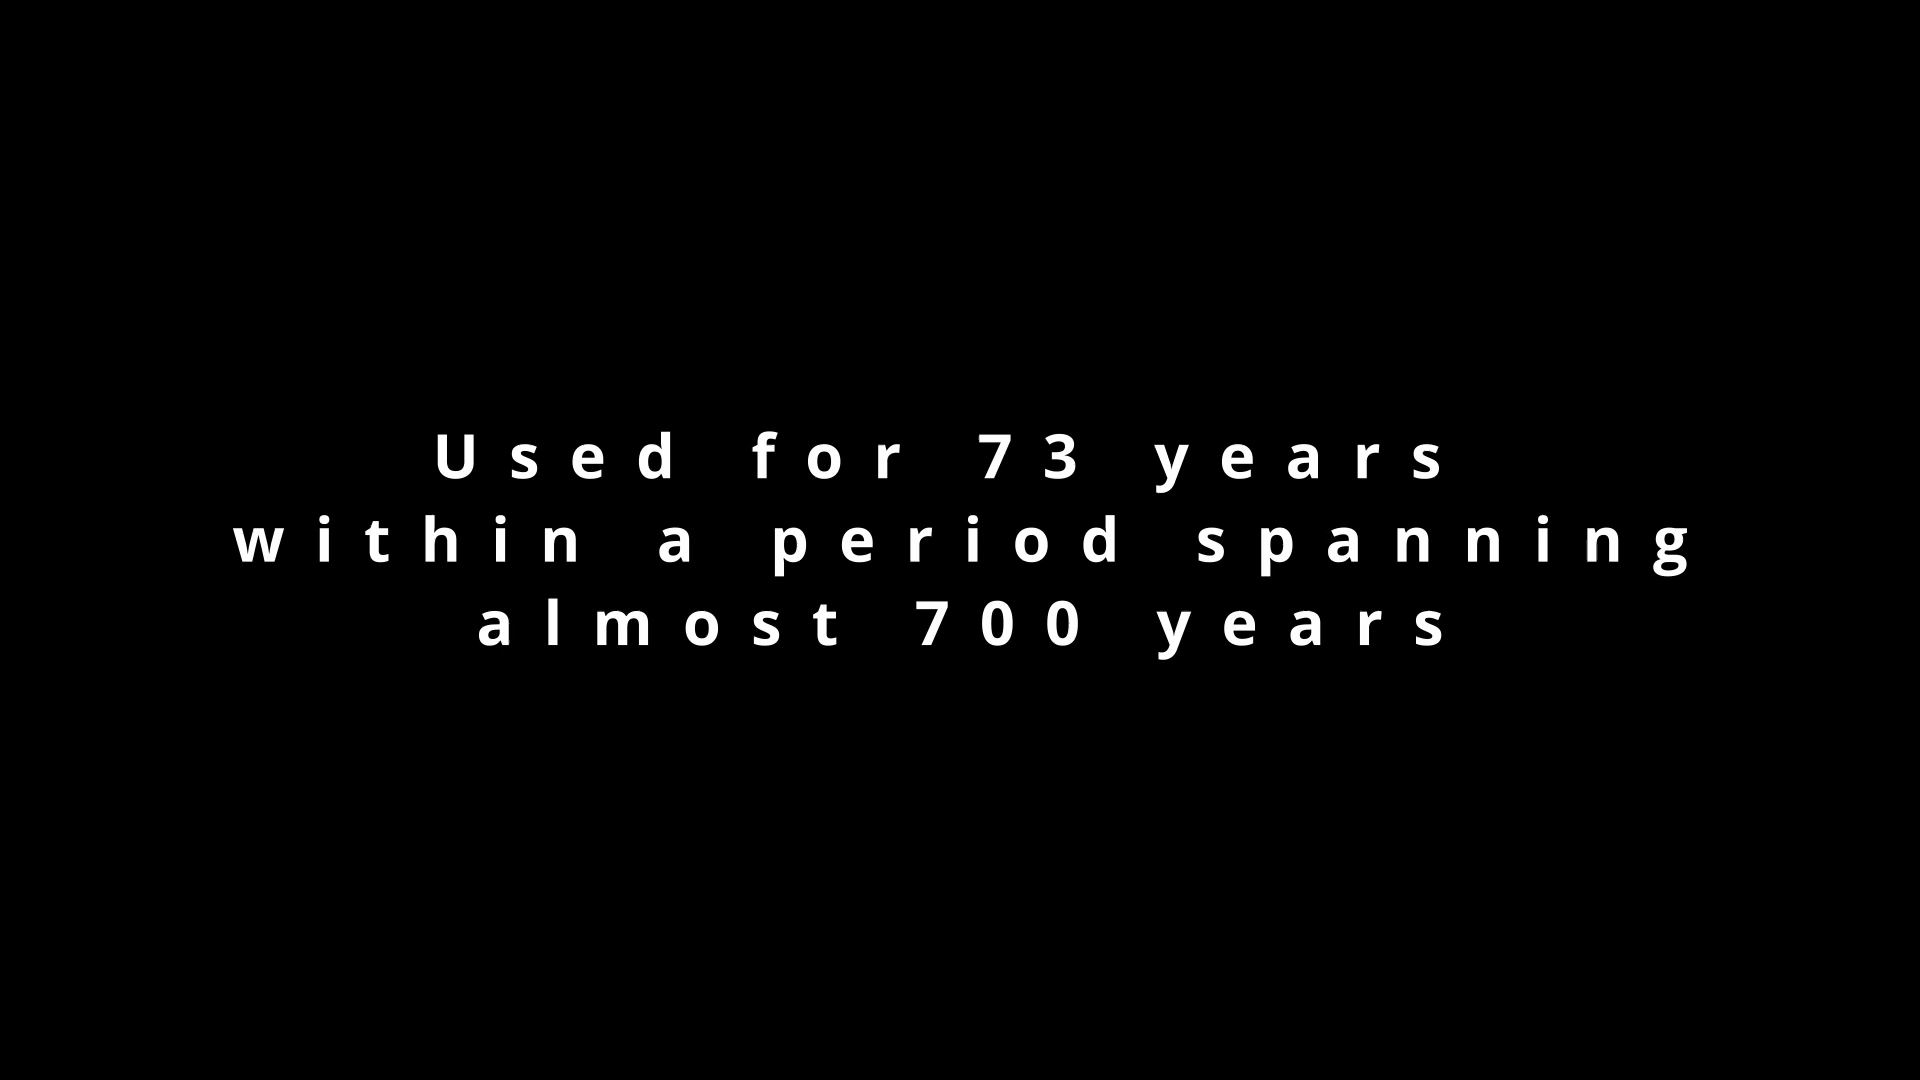 Used for 73 years
within a period spanning
almost 700 years